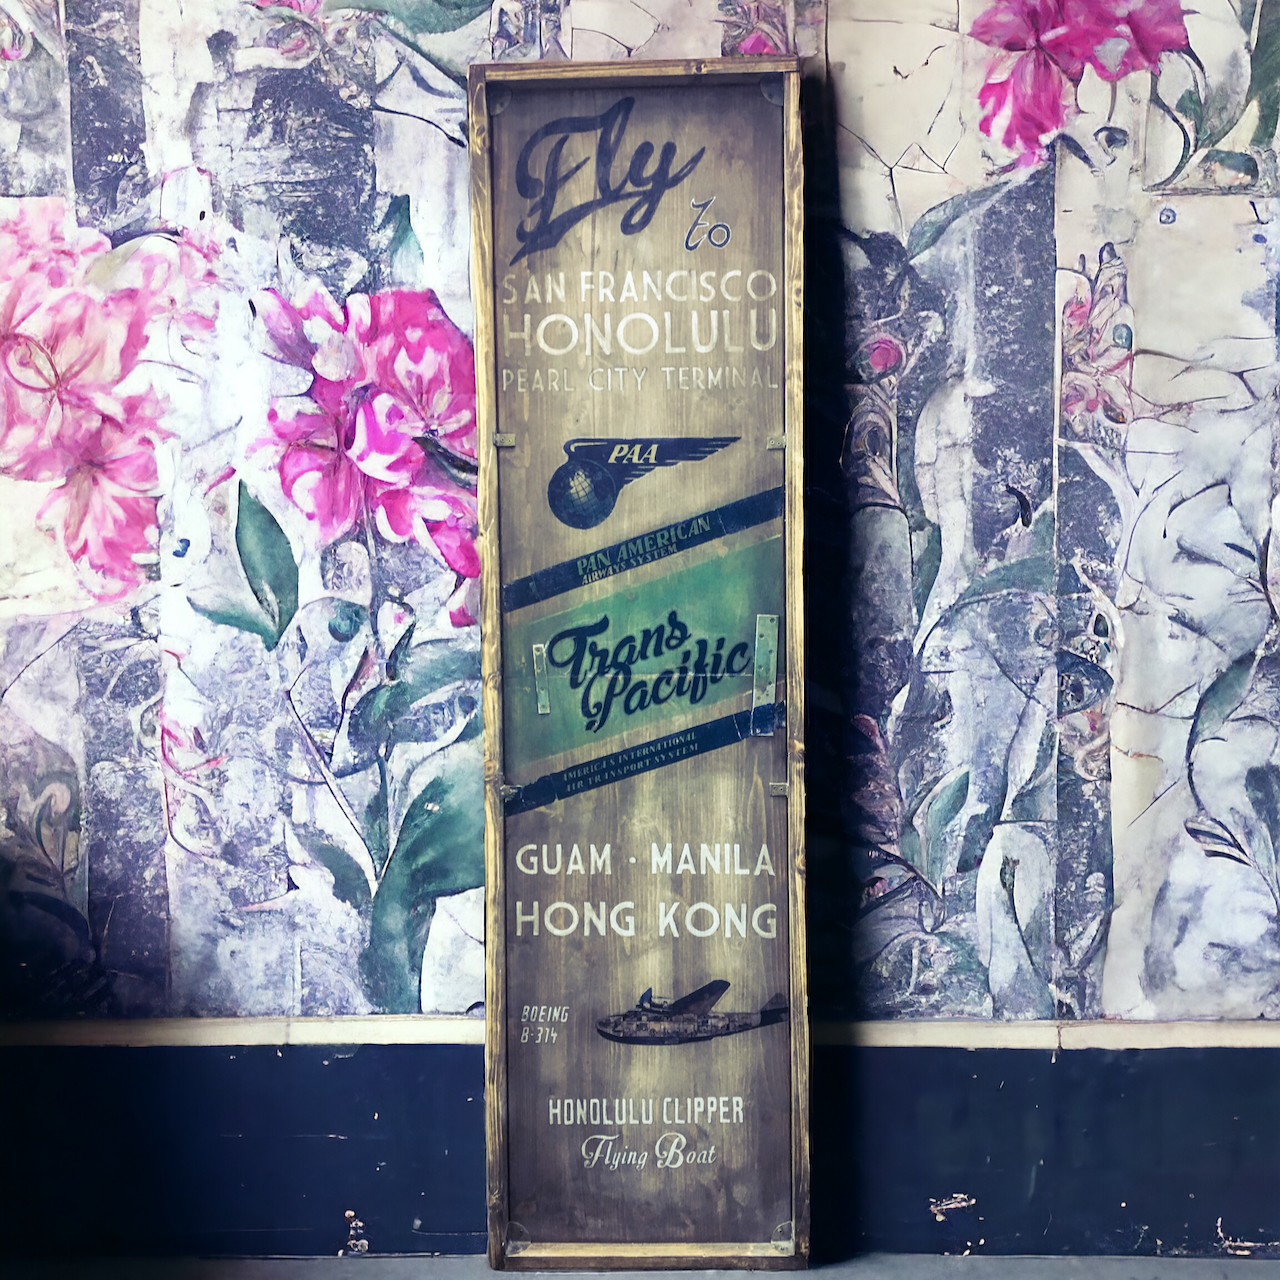 Fly
to
SAN FRANCISCO
HONOLULU
PEARL CITY TERMINAL
PAA
PAN AMERICAN
AIRWAYS SYSTEM
Trans
Pacific
AMERICA'S INTERNATIONAL
AIR TRANSPORT SYSTEM
GUAM · MANILA
HONG KONG
BOEING
B-314
HONOLULU CLIPPER
Flying Boat